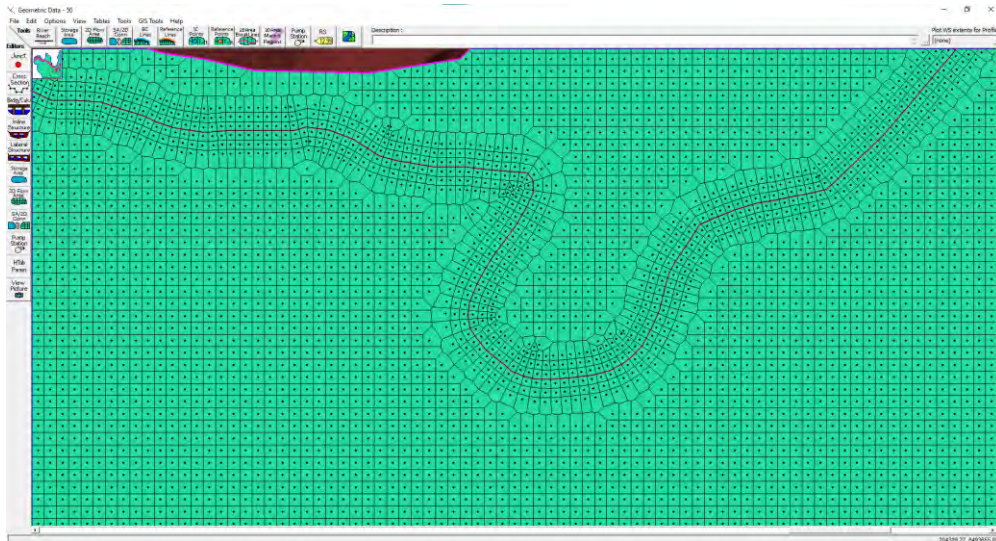 Geometric Data - 50
File Edit Options View Tables Tools GIS Tools Help
Tools River Reach Storage Area 2D Flow Area SA/2D Conn BC Lines Reference Lines IC Points Reference Points Pump Station RS Description : Plot WS extents for Profile:
(none)
Editors
Junct.
Cross Section
Brdg/Culv
Inline Structure
Lateral Structure
Storage Area
2D Flow Area
SA/2D Conn
Pump Station
HTab Param
View Picture